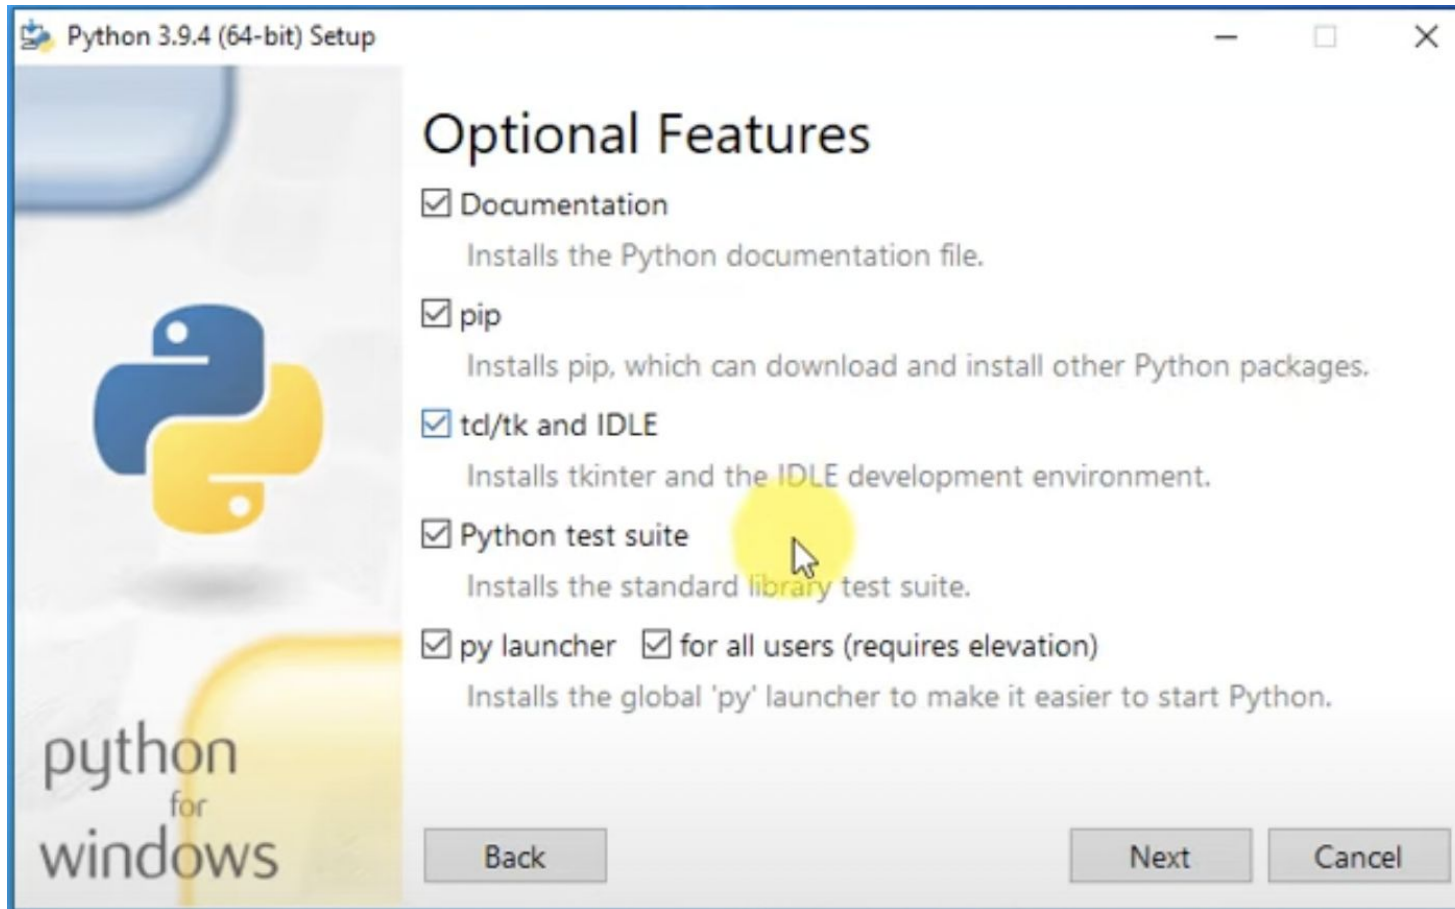 Python 3.9.4 (64-bit) Setup
Optional Features
Documentation
Installs the Python documentation file.
pip
Installs pip, which can download and install other Python packages.
tcl/tk and IDLE
Installs tkinter and the IDLE development environment.
Python test suite
Installs the standard library test suite.
py launcher for all users (requires elevation)
Installs the global 'py' launcher to make it easier to start Python.
python
for
windows
Back Next Cancel